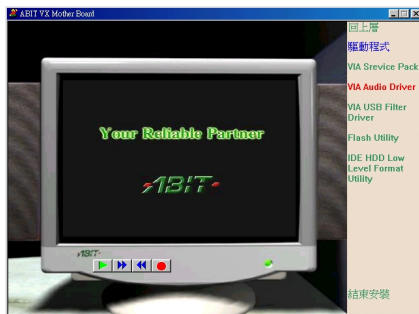 ABIT VX Mother Board
回上層
驅動程式
VIA Srevice Pack
VIA Audio Driver
VIA USB Filter
Driver
Flash Utility
IDE HDD Low
Level Format
Utility
結束安裝
Your Reliable Partner
ABIT
ABIT